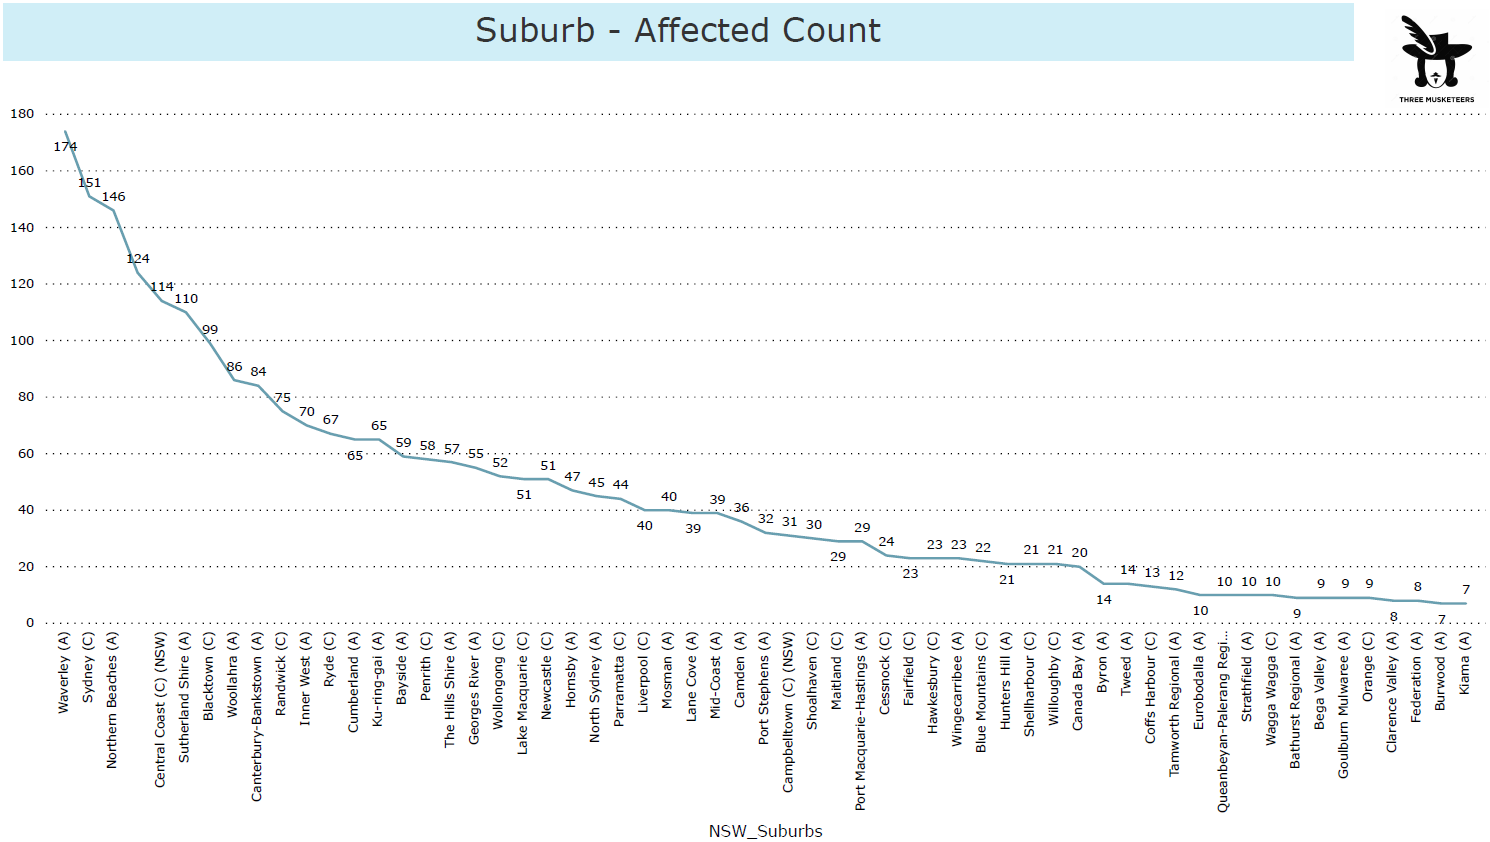 Suburb - Affected Count
THREE MUSKETEERS
180
160
140
120
100
80
60
40
20
0
174
151
146
124
114
110
99
86
84
75
70
67
65
65
59
58
57
55
52
51
51
47
45
44
40
40
39
39
36
32
31
30
29
29
24
23
23
23
22
21
21
21
20
14
14
13
12
10
10
10
10
9
9
9
9
8
8
7
7
Waverley (A)
Sydney (C)
Northern Beaches (A)
Central Coast (C) (NSW)
Sutherland Shire (A)
Blacktown (C)
Woollahra (A)
Canterbury-Bankstown (A)
Randwick (C)
Inner West (A)
Ryde (C)
Cumberland (A)
Ku-ring-gai (A)
Bayside (A)
Penrith (C)
The Hills Shire (A)
Georges River (A)
Wollongong (C)
Lake Macquarie (C)
Newcastle (C)
Hornsby (A)
North Sydney (A)
Parramatta (C)
Liverpool (C)
Mosman (A)
Lane Cove (A)
Mid-Coast (A)
Camden (A)
Port Stephens (A)
Campbelltown (C) (NSW)
Shoalhaven (C)
Maitland (C)
Port Macquarie-Hastings (A)
Cessnock (C)
Fairfield (C)
Hawkesbury (C)
Wingecarribee (A)
Blue Mountains (C)
Hunters Hill (A)
Shellharbour (C)
Willoughby (C)
Canada Bay (A)
Byron (A)
Tweed (A)
Coffs Harbour (C)
Tamworth Regional (A)
Eurobodalla (A)
Queanbeyan-Palerang Regi...
Strathfield (A)
Wagga Wagga (C)
Bathurst Regional (A)
Bega Valley (A)
Goulburn Mulwaree (A)
Orange (C)
Clarence Valley (A)
Federation (A)
Burwood (A)
Kiama (A)
NSW_Suburbs